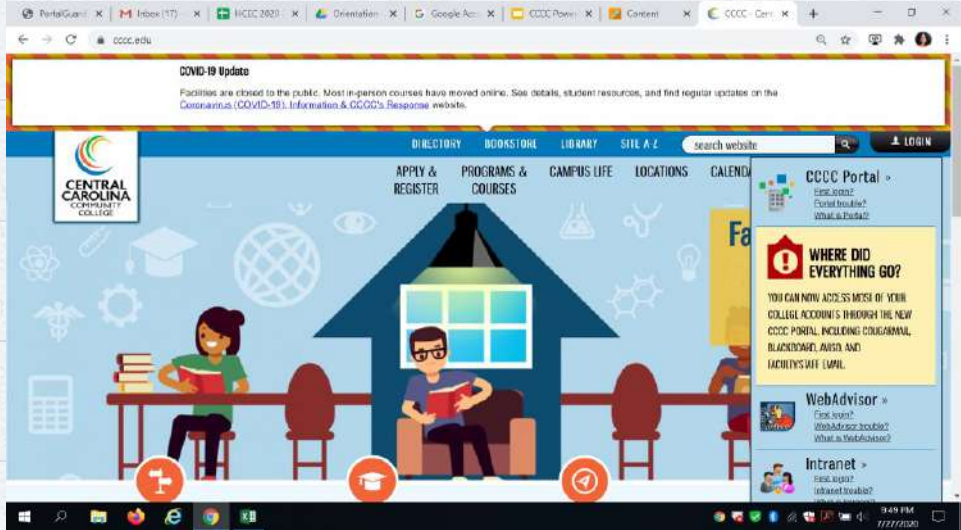 PortalGuard
Inbox (17)
HCEC 2020
Orientation
Google Acc
CCCC Power
Content
CCCC - Cent
cccc.edu
COVID-19 Update
Facilities are closed to the public. Most in-person courses have moved online. See details, student resources, and find regular updates on the
Coronavirus (COVID-19). Information & CCCC's Response website.
DIRECTORY BOOKSTORE LIBRARY SITE A-Z search website LOGIN
CENTRAL
CAROLINA
COMMUNITY
COLLEGE
APPLY &
REGISTER
PROGRAMS &
COURSES
CAMPUS LIFE
LOCATIONS
CALENDA
Fa
CCCC Portal »
First login?
Portal trouble?
What is Portal?
WHERE DID
EVERYTHING GO?
YOU CAN NOW ACCESS MOST OF YOUR
COLLEGE ACCOUNTS THROUGH THE NEW
CCCC PORTAL, INCLUDING COUGARMAIL,
BLACKBOARD, AVISO, AND
FACULTY/STAFF EMAIL.
WebAdvisor »
First login?
WebAdvisor trouble?
What is WebAdvisor?
Intranet »
First login?
Intranet trouble?
What is Intranet?
9:49 PM
7/27/2020